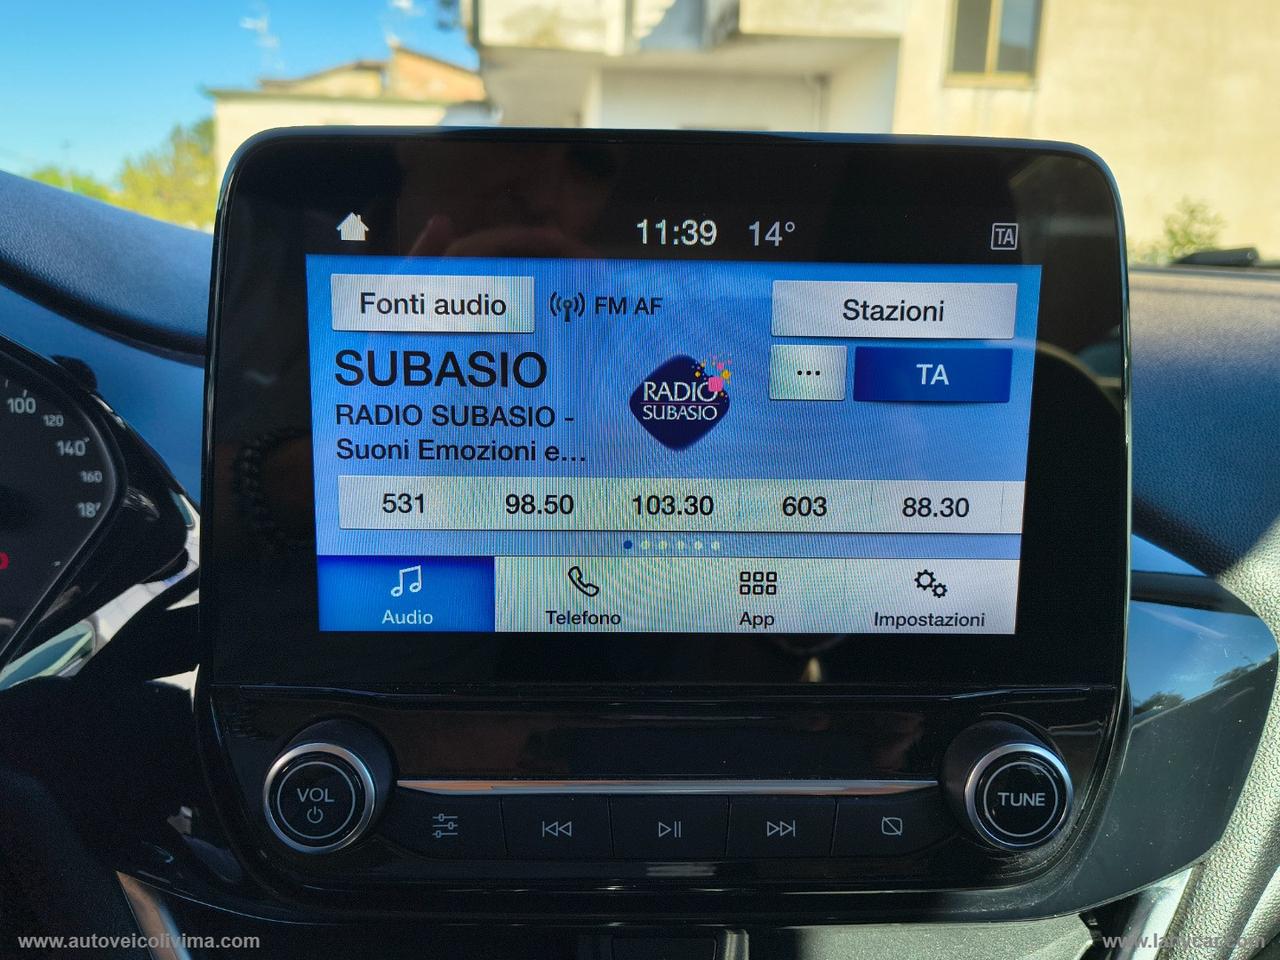 11:39 14°
TA
Fonti audio
FM AF
Stazioni
SUBASIO
...
TA
RADIO SUBASIO -
Suoni Emozioni e...
RADIO
SUBASIO
531 98.50 103.30 603 88.30
Audio Telefono App Impostazioni
100
120
140
160
180
VOL
TUNE
www.autoveicolivima.com